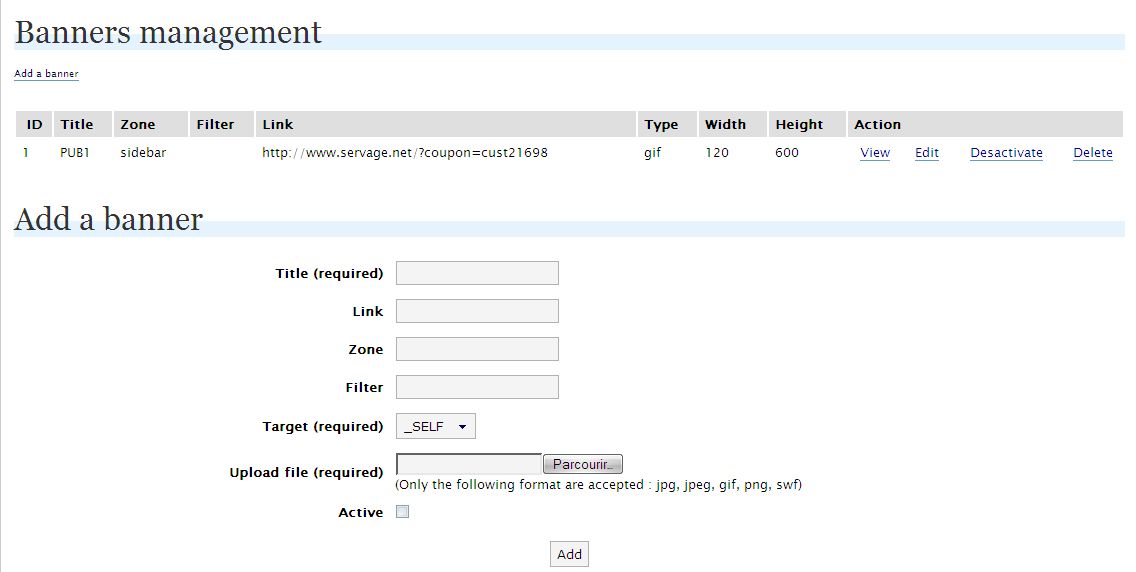 Banners management
Add a banner
ID Title Zone Filter Link Type Width Height Action
1 PUB1 sidebar http://www.servage.net/?coupon=cust21698 gif 120 600 View Edit Desactivate Delete
Add a banner
Title (required)
Link
Zone
Filter
Target (required) _SELF
Upload file (required) Parcourir...
(Only the following format are accepted : jpg, jpeg, gif, png, swf)
Active
Add